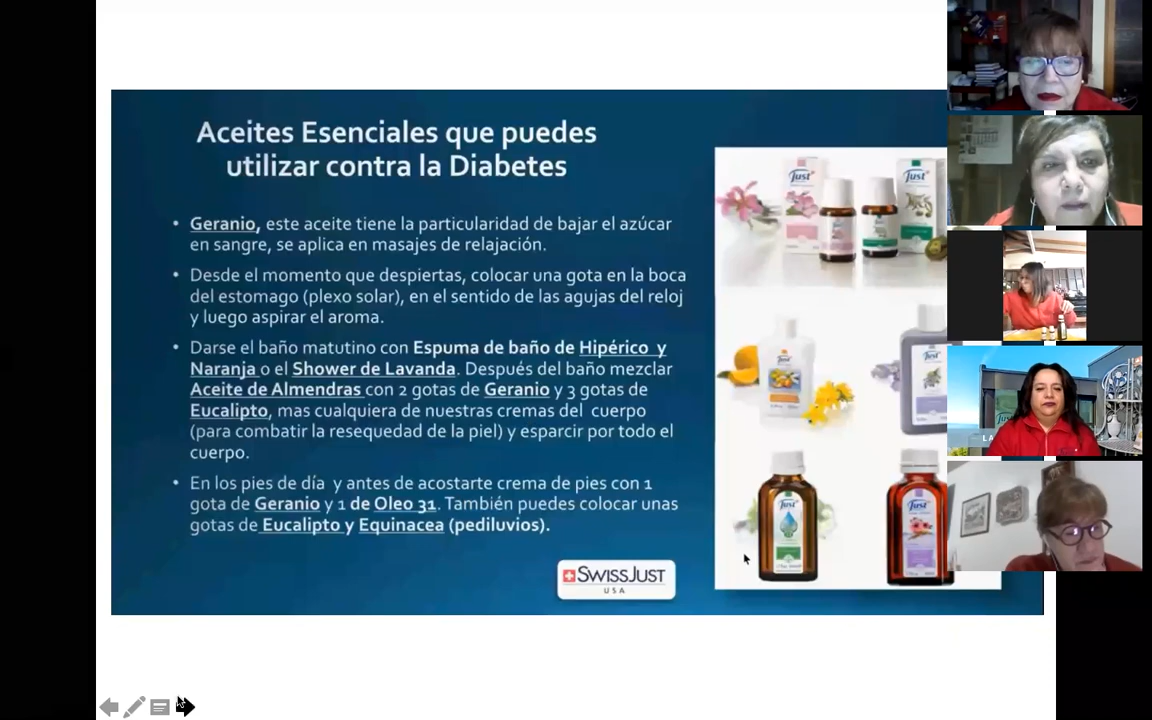 Aceites Esenciales que puedes
utilizar contra la Diabetes
• Geranio, este aceite tiene la particularidad de bajar el azúcar
en sangre, se aplica en masajes de relajación.
• Desde el momento que despiertas, colocar una gota en la boca
del estomago (plexo solar), en el sentido de las agujas del reloj
y luego aspirar el aroma.
• Darse el baño matutino con Espuma de baño de Hipérico y
Naranja o el Shower de Lavanda. Después del baño mezclar
Aceite de Almendras con 2 gotas de Geranio y 3 gotas de
Eucalipto, mas cualquiera de nuestras cremas del cuerpo
(para combatir la resequedad de la piel) y esparcir por todo el
cuerpo.
• En los pies de día y antes de acostarte crema de pies con 1
gota de Geranio y 1 de Oleo 31. También puedes colocar unas
gotas de Eucalipto y Equinacea (pediluvios).
SWISSJUST
USA
Just
Just
Just
Just
Just
Just